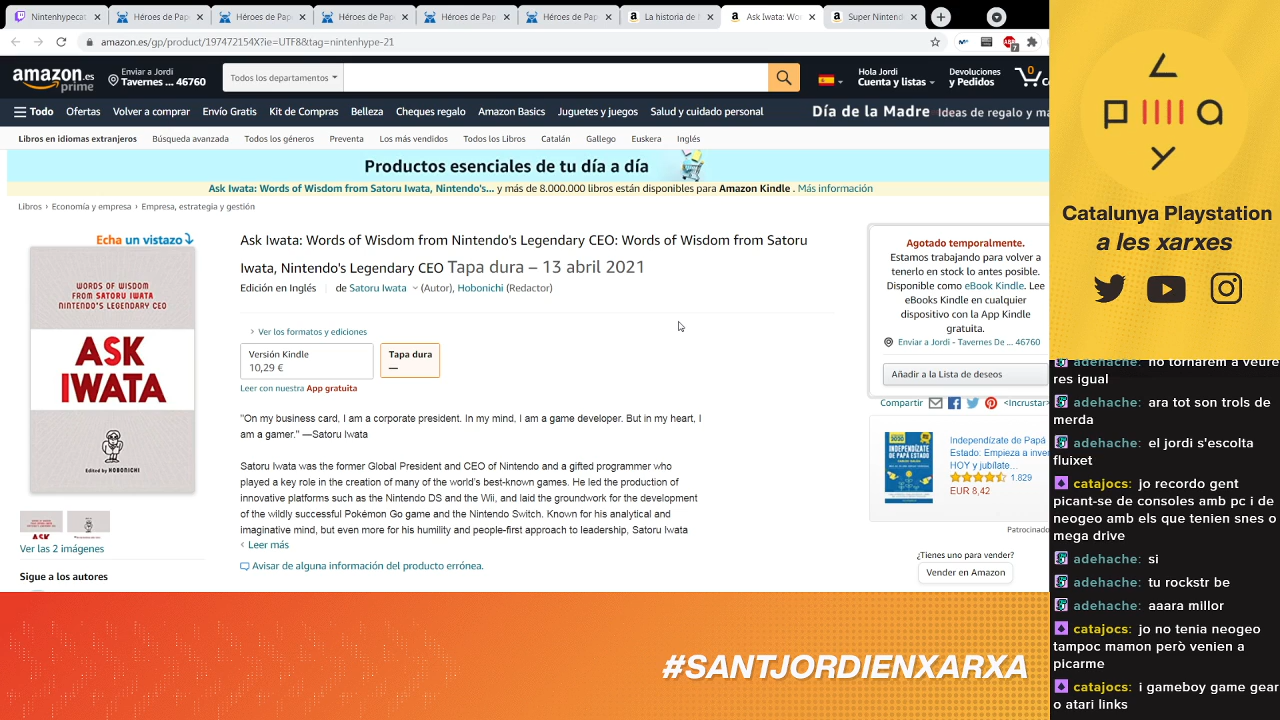 Nintendohypecat
Héroes de Pap
Héroes de Pap
Héroes de Pap
Héroes de Pap
Héroes de Pap
La historia de
Ask Iwata: Wo
Super Nintend
amazon.es/gp/product/197472154X?ie=UTF8&tag=nintenhype-21
7
amazon.es
prime
Enviar a Jordi
Tavernes ... 46760
Todos los departamentos
Hola Jordi
Cuenta y listas
Devoluciones
y Pedidos
0
Todo Ofertas Volver a comprar Envío Gratis Kit de Compras Belleza Cheques regalo Amazon Basics Juguetes y juegos Salud y cuidado personal
Día de la Madre Ideas de regalo y m
Libros en idiomas extranjeros Búsqueda avanzada Todos los géneros Preventa Los más vendidos Todos los Libros Catalán Gallego Euskera Inglés
Productos esenciales de tu día a día
Ask Iwata: Words of Wisdom from Satoru Iwata, Nintendo's... y más de 8.000.000 libros están disponibles para Amazon Kindle . Más información
Libros › Economía y empresa › Empresa, estrategia y gestión
Echa un vistazo
WORDS OF WISDOM
FROM SATORU IWATA
NINTENDO'S LEGENDARY CEO
ASK
IWATA
Edited by HOBONICHI
Ver las 2 imágenes
Sigue a los autores
Ask Iwata: Words of Wisdom from Nintendo's Legendary CEO: Words of Wisdom from Satoru
Iwata, Nintendo's Legendary CEO Tapa dura – 13 abril 2021
Edición en Inglés de Satoru Iwata (Autor), Hobonichi (Redactor)
Ver los formatos y ediciones
Versión Kindle
10,29 €
Tapa dura
—
Leer con nuestra App gratuita
"On my business card, I am a corporate president. In my mind, I am a game developer. But in my heart, I
am a gamer." —Satoru Iwata
Satoru Iwata was the former Global President and CEO of Nintendo and a gifted programmer who
played a key role in the creation of many of the world's best-known games. He led the production of
innovative platforms such as the Nintendo DS and the Wii, and laid the groundwork for the development
of the wildly successful Pokémon Go game and the Nintendo Switch. Known for his analytical and
imaginative mind, but even more for his humility and people-first approach to leadership, Satoru Iwata
Leer más
Avisar de alguna información del producto errónea.
Agotado temporalmente.
Estamos trabajando para volver a
tenerlo en stock lo antes posible.
Disponible como eBook Kindle. Lee
eBooks Kindle en cualquier
dispositivo con la App Kindle
gratuita.
Enviar a Jordi - Tavernes De ... 46760
Añadir a la Lista de deseos
Compartir <Incrustar>
Independízate de Papá
Estado: Empieza a inver
HOY y jubílate...
1.829
EUR 8,42
Patrocinado
¿Tienes uno para vender?
Vender en Amazon
#SANTJORDIENXARXA
Catalunya Playstation
a les xarxes
adehache: no tornarem a veure
res igual
adehache: ara tot son trols de
merda
adehache: el jordi s'escolta
fluixet
catajocs: jo recordo gent
picant-se de consoles amb pc i de
neogeo amb els que tenien snes o
mega drive
adehache: si
adehache: tu rockstr be
adehache: aaara millor
catajocs: jo no tenia neogeo
tampoc mamon però venien a
picarme
catajocs: i gameboy game gear
o atari links